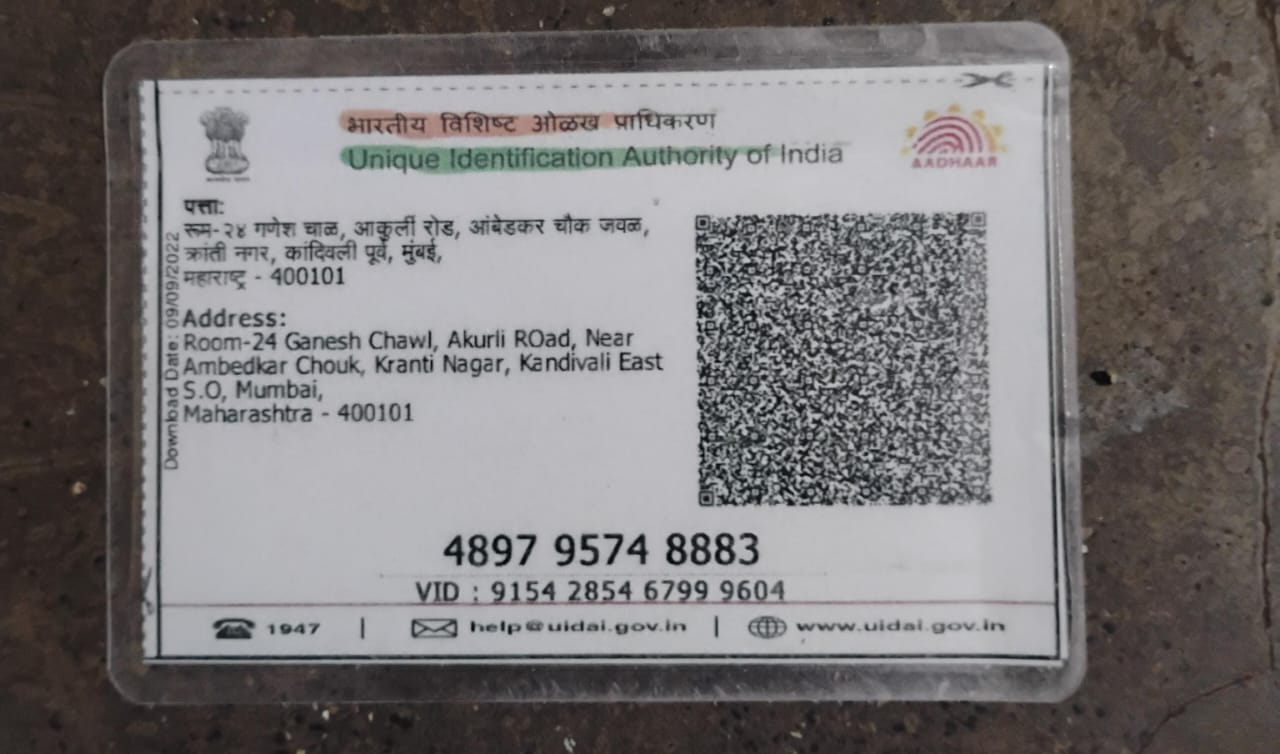 भारतीय विशिष्ट ओळख प्राधिकरण
Unique Identification Authority of India
AADHAAR
पत्ता:
रूम-२४ गणेश चाळ, आकुर्ली रोड, आंबेडकर चौक जवळ,
क्रांती नगर, कांदिवली पूर्व, मुंबई,
महाराष्ट्र - 400101
Address:
Room-24 Ganesh Chawl, Akurli ROad, Near
Ambedkar Chouk, Kranti Nagar, Kandivali East
S.O, Mumbai,
Maharashtra - 400101
Download Date: 09/09/2022
4897 9574 8883
VID : 9154 2854 6799 9604
1947 | help@uidai.gov.in | www.uidai.gov.in